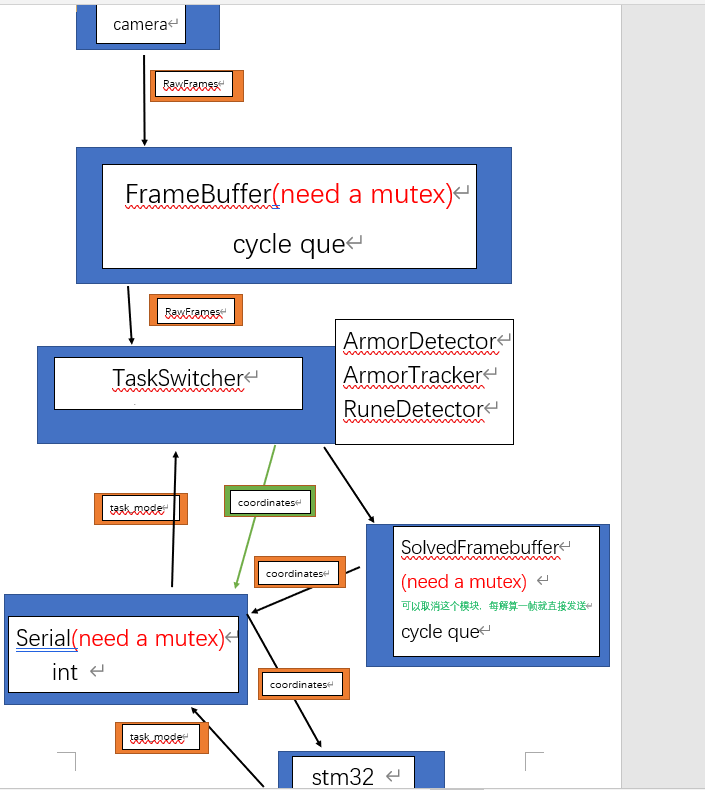 camera
RawFrames
FrameBuffer(need a mutex)
cycle que
RawFrames
TaskSwitcher
ArmorDetector
ArmorTracker
RuneDetector
task_mode
coordinates
SolvedFramebuffer
(need a mutex)
可以取消这个模块，每解算一帧就直接发送
cycle que
coordinates
Serial(need a mutex)
int
coordinates
task_mode
stm32